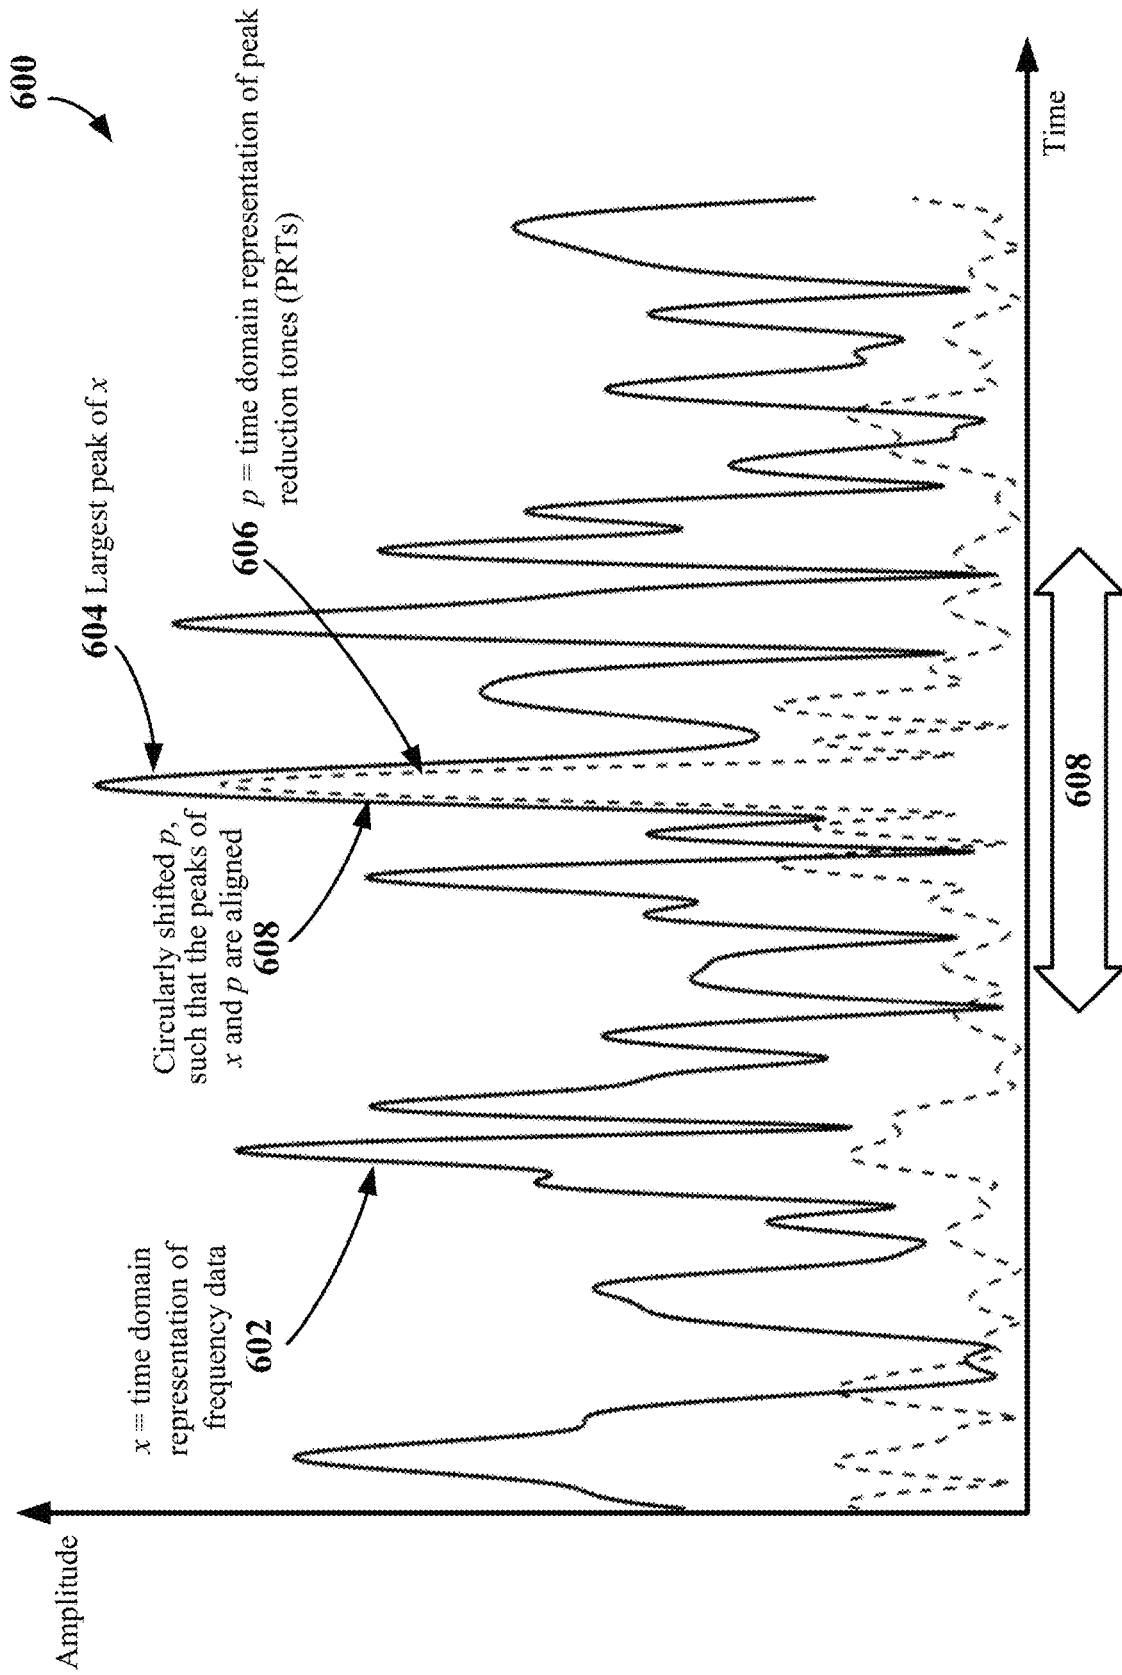 600
604 Largest peak of x
606 p = time domain representation of peak
reduction tones (PRTs)
Circularly shifted p,
such that the peaks of
x and p are aligned
608
x = time domain
representation of
frequency data
602
Amplitude
Time
608